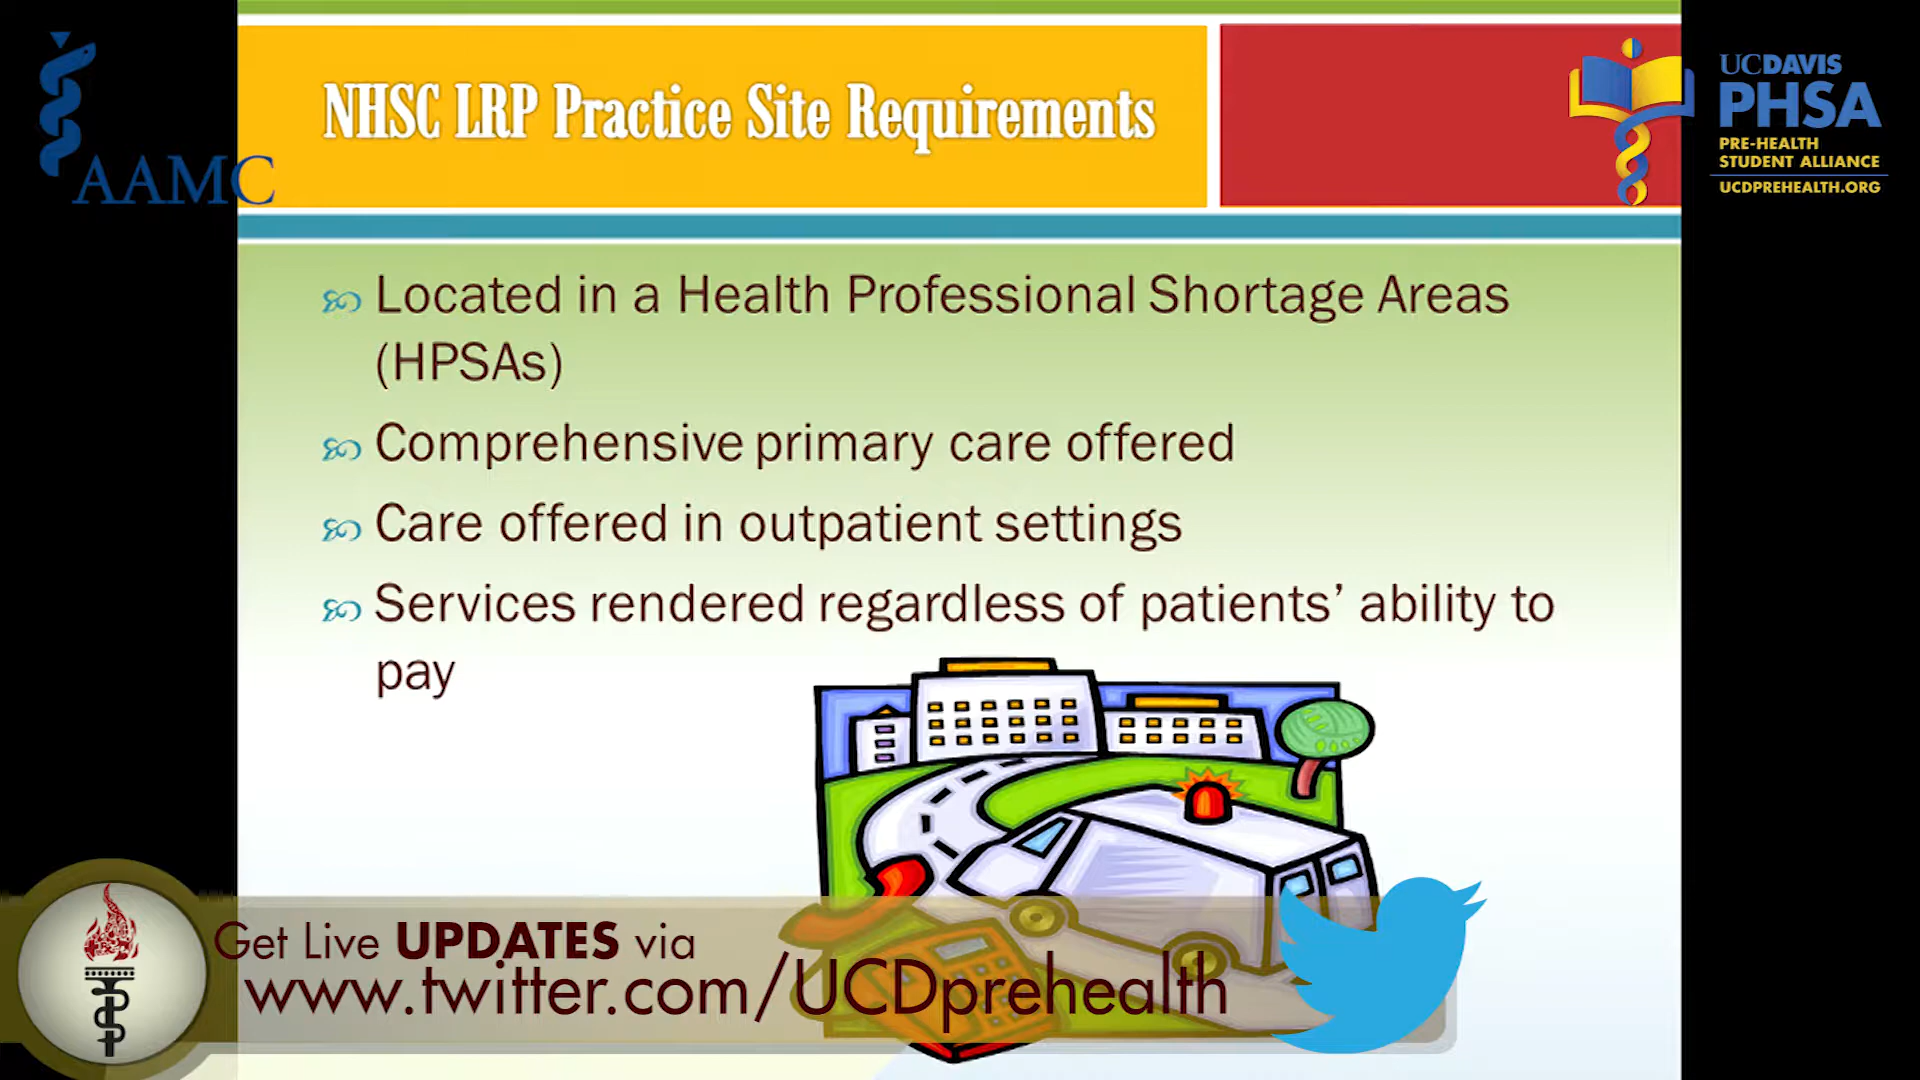 NHSC LRP Practice Site Requirements
AAMC
UCDAVIS
PHSA
PRE-HEALTH
STUDENT ALLIANCE
UCDPREHEALTH.ORG
Located in a Health Professional Shortage Areas
(HPSAs)
Comprehensive primary care offered
Care offered in outpatient settings
Services rendered regardless of patients’ ability to
pay
Get Live UPDATES via
www.twitter.com/UCDprehealth